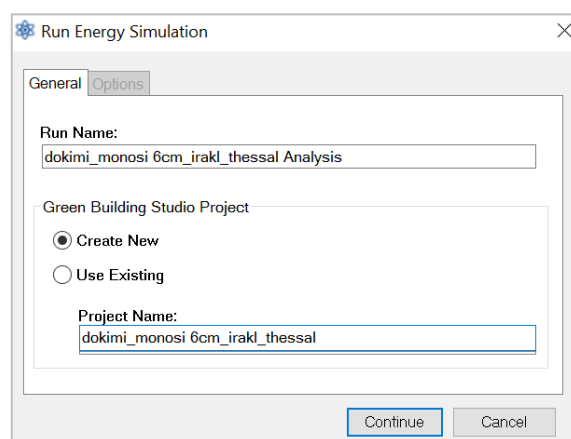 Run Energy Simulation
General Options
Run Name:
dokimi_monosi 6cm_irakl_thessal Analysis
Green Building Studio Project
Create New
Use Existing
Project Name:
dokimi_monosi 6cm_irakl_thessal
Continue Cancel